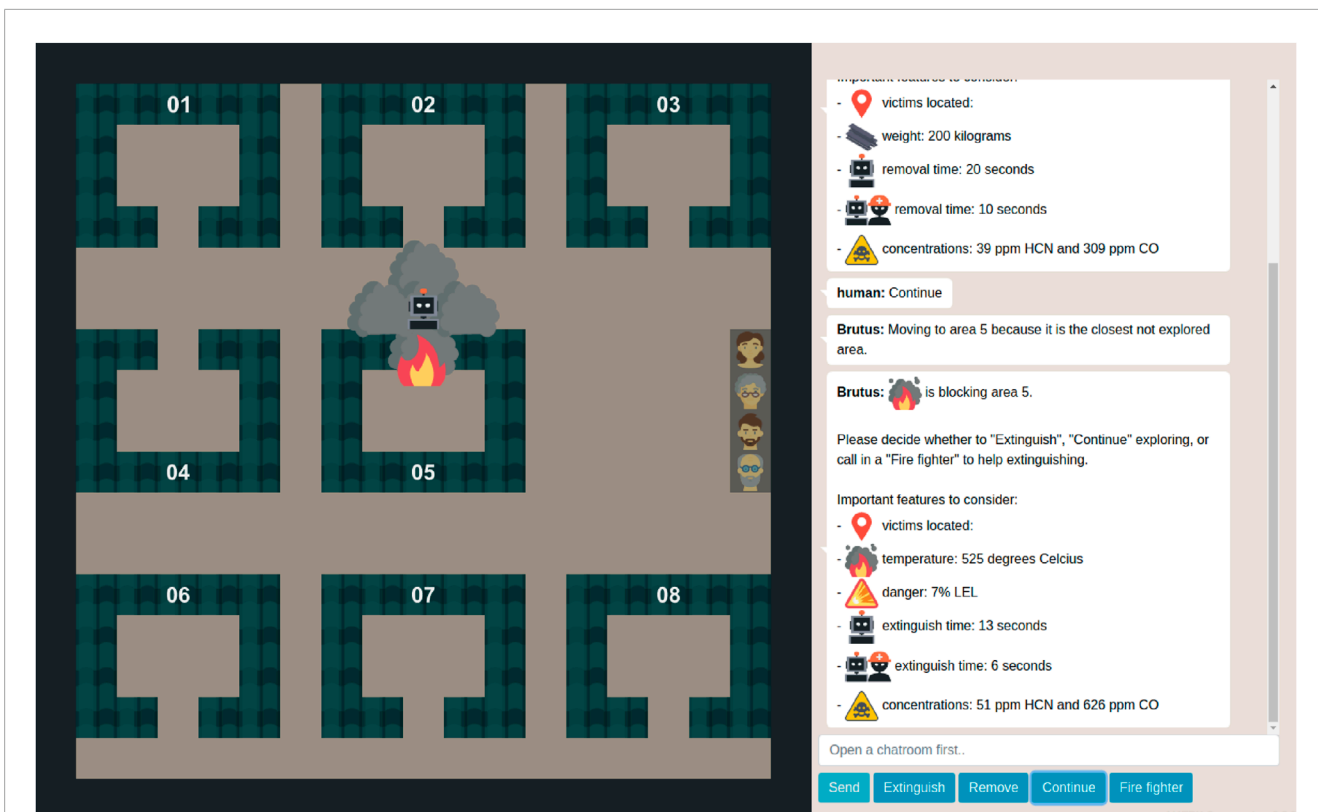 01
02
03
04
05
06
07
08
Important features to consider:
- victims located:
- weight: 200 kilograms
- removal time: 20 seconds
- removal time: 10 seconds
- concentrations: 39 ppm HCN and 309 ppm CO
human: Continue
Brutus: Moving to area 5 because it is the closest not explored
area.
Brutus: is blocking area 5.
Please decide whether to "Extinguish", "Continue" exploring, or
call in a "Fire fighter" to help extinguishing.
Important features to consider:
- victims located:
- temperature: 525 degrees Celcius
- danger: 7% LEL
- extinguish time: 13 seconds
- extinguish time: 6 seconds
- concentrations: 51 ppm HCN and 626 ppm CO
Open a chatroom first..
Send
Extinguish
Remove
Continue
Fire fighter